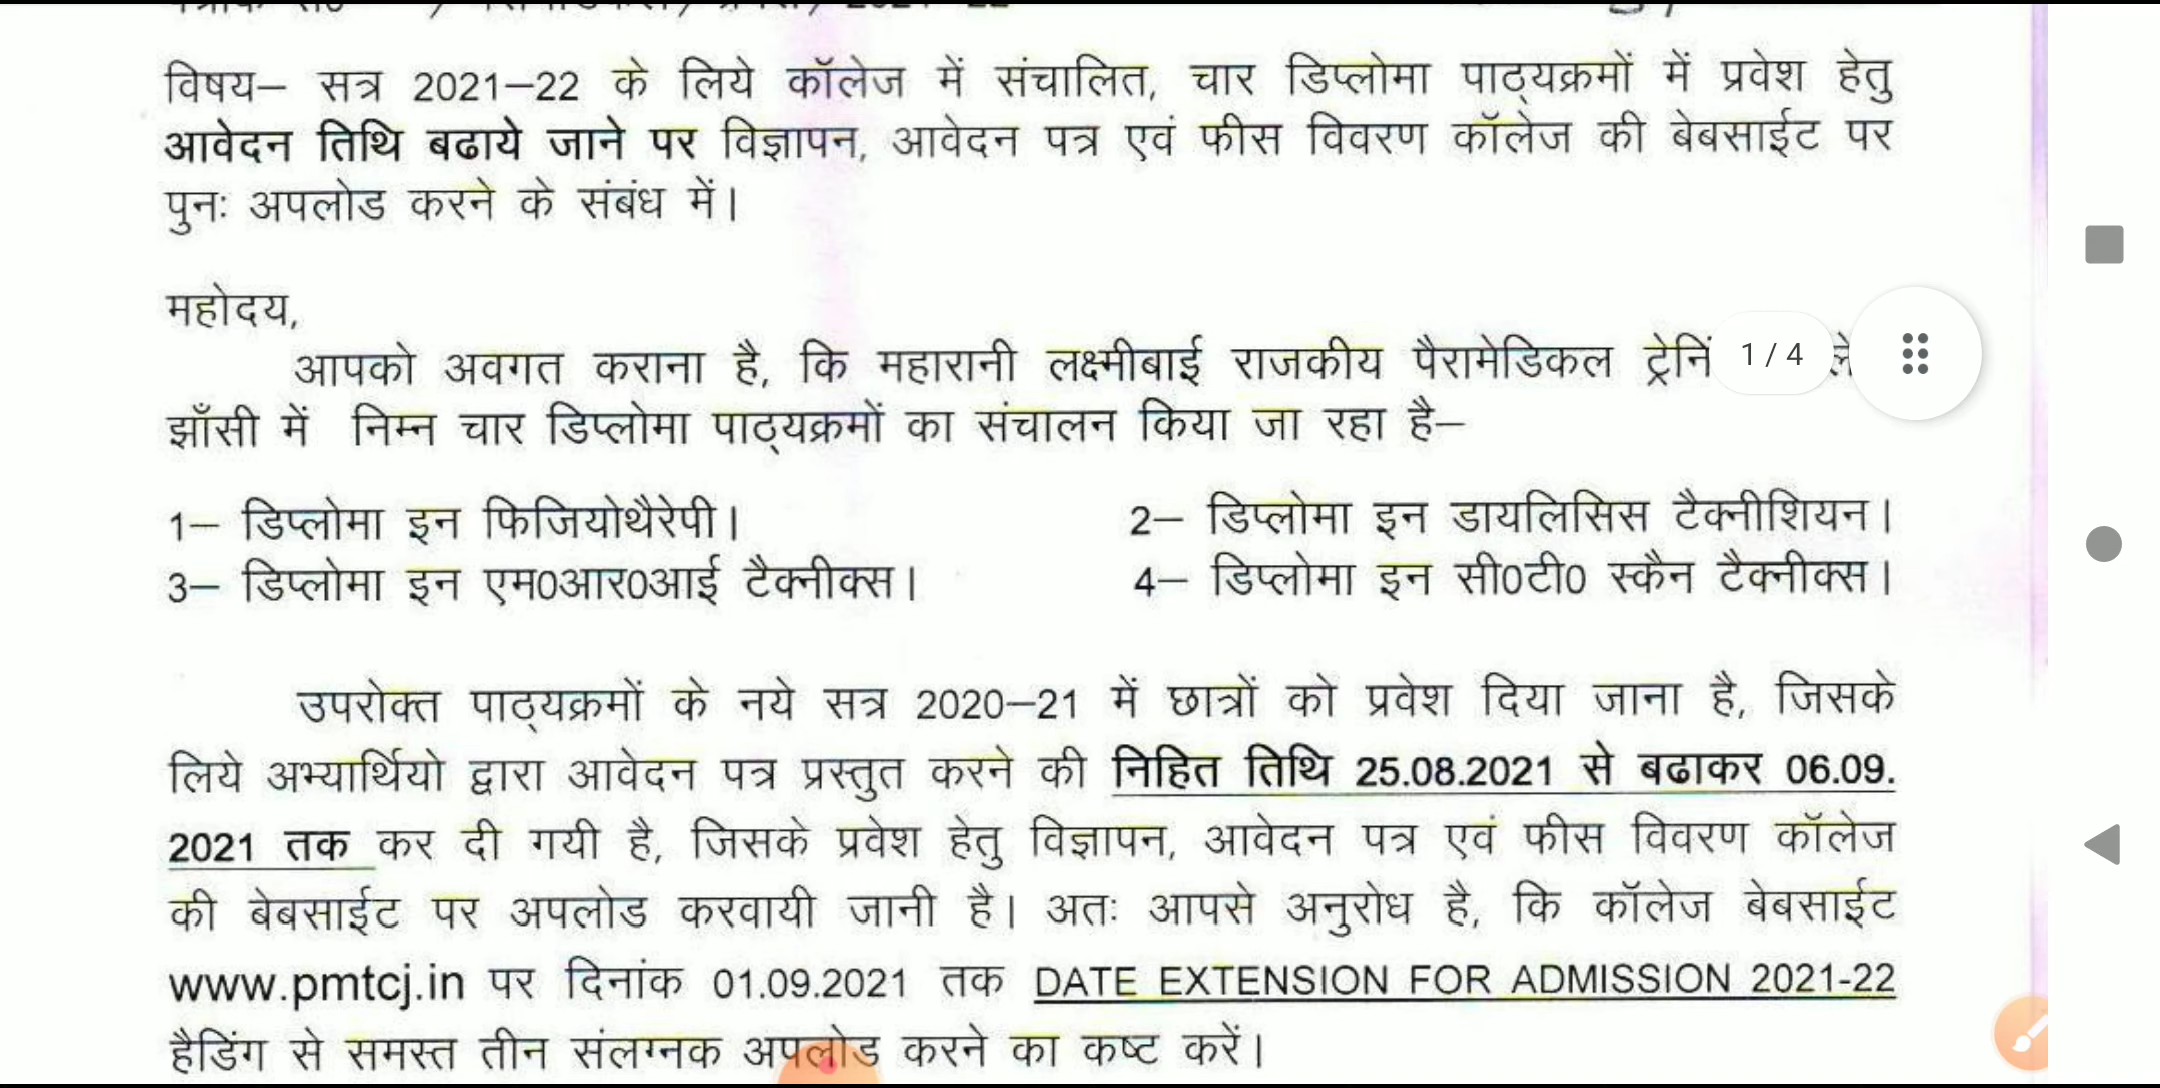 विषय– सत्र 2021–22 के लिये कॉलेज में संचालित, चार डिप्लोमा पाठ्यक्रमों में प्रवेश हेतु
आवेदन तिथि बढाये जाने पर विज्ञापन, आवेदन पत्र एवं फीस विवरण कॉलेज की बेबसाईट पर
पुनः अपलोड करने के संबंध में।
महोदय,
आपको अवगत कराना है, कि महारानी लक्ष्मीबाई राजकीय पैरामेडिकल
1 / 4
झाँसी में निम्न चार डिप्लोमा पाठ्यक्रमों का संचालन किया जा रहा है–
1– डिप्लोमा इन फिजियोथैरेपी। 2– डिप्लोमा इन डायलिसिस टैक्नीशियन।
3– डिप्लोमा इन एम0आर0आई टैक्नीक्स। 4– डिप्लोमा इन सी0टी0 स्कैन टैक्नीक्स।
उपरोक्त पाठ्यक्रमों के नये सत्र 2020–21 में छात्रों को प्रवेश दिया जाना है, जिसके
लिये अभ्यार्थियो द्वारा आवेदन पत्र प्रस्तुत करने की निहित तिथि 25.08.2021 से बढाकर 06.09.
2021 तक कर दी गयी है, जिसके प्रवेश हेतु विज्ञापन, आवेदन पत्र एवं फीस विवरण कॉलेज
की बेबसाईट पर अपलोड करवायी जानी है। अतः आपसे अनुरोध है, कि कॉलेज बेबसाईट
www.pmtcj.in पर दिनांक 01.09.2021 तक DATE EXTENSION FOR ADMISSION 2021-22
हैडिंग से समस्त तीन संलग्नक अपलोड करने का कष्ट करें।